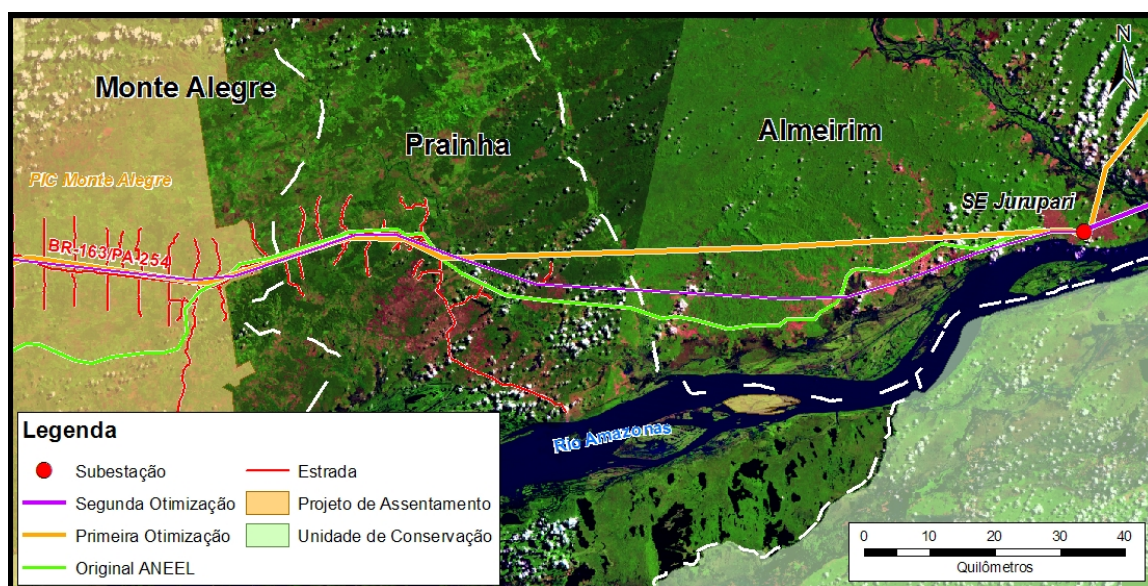 N
Monte Alegre
Prainha
Almeirim
PIC Monte Alegre
SE Jurupari
BR-163/PA-254
Rio Amazonas
Legenda
Subestação
Segunda Otimização
Primeira Otimização
Original ANEEL
Estrada
Projeto de Assentamento
Unidade de Conservação
0 10 20 30 40
Quilômetros